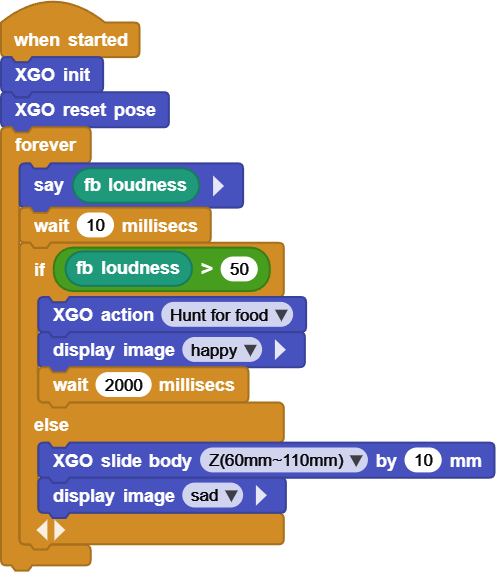 when started
XGO init
XGO reset pose
forever
say fb loudness
wait 10 millisecs
if fb loudness > 50
XGO action Hunt for food
display image happy
wait 2000 millisecs
else
XGO slide body Z(60mm~110mm) by 10 mm
display image sad